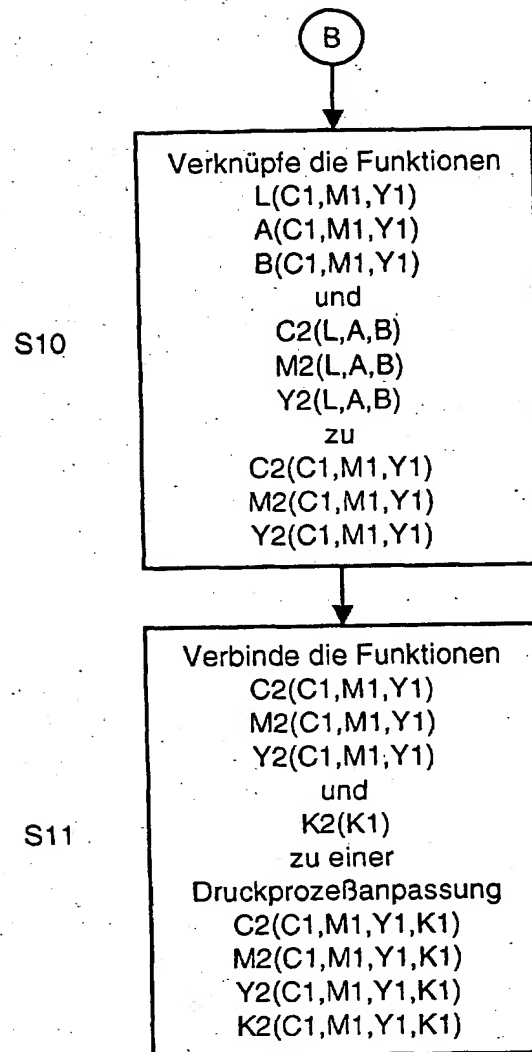 B
Verknüpfe die Funktionen
L(C1,M1,Y1)
A(C1,M1,Y1)
B(C1,M1,Y1)
und
C2(L,A,B)
M2(L,A,B)
Y2(L,A,B)
zu
C2(C1,M1,Y1)
M2(C1,M1,Y1)
Y2(C1,M1,Y1)
S10
Verbinde die Funktionen
C2(C1,M1,Y1)
M2(C1,M1,Y1)
Y2(C1,M1,Y1)
und
K2(K1)
zu einer
Druckprozeßanpassung
C2(C1,M1,Y1,K1)
M2(C1,M1,Y1,K1)
Y2(C1,M1,Y1,K1)
K2(C1,M1,Y1,K1)
S11